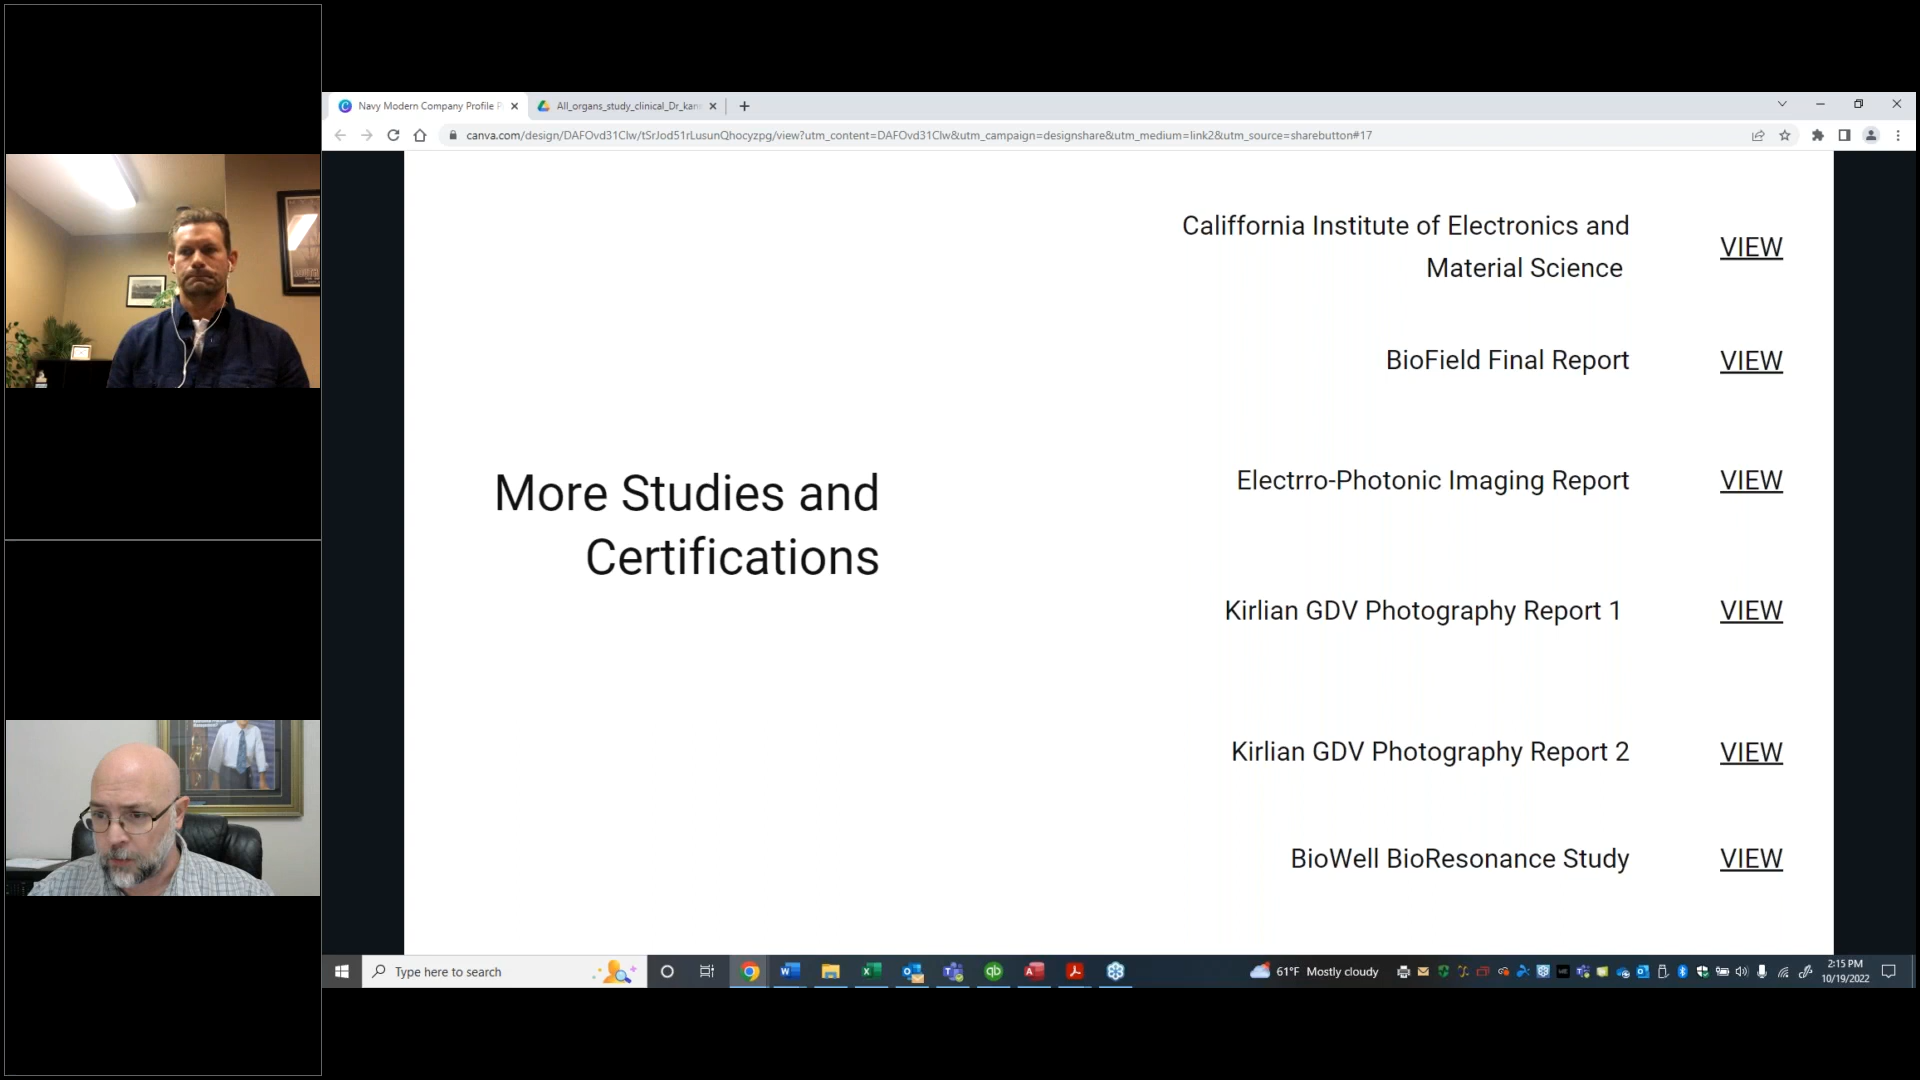 Navy Modern Company Profile P
All_organs_study_clinical_Dr_kan
canva.com/design/DAFOvd31Clw/tSrJod51rLusunQhocyzpg/view?utm_content=DAFOvd31Clw&utm_campaign=designshare&utm_medium=link2&utm_source=sharebutton#17
More Studies and
Certifications
Califfornia Institute of Electronics and
Material Science
VIEW
BioField Final Report
VIEW
Electrro-Photonic Imaging Report
VIEW
Kirlian GDV Photography Report 1
VIEW
Kirlian GDV Photography Report 2
VIEW
BioWell BioResonance Study
VIEW
Type here to search
61°F Mostly cloudy
2:15 PM
10/19/2022